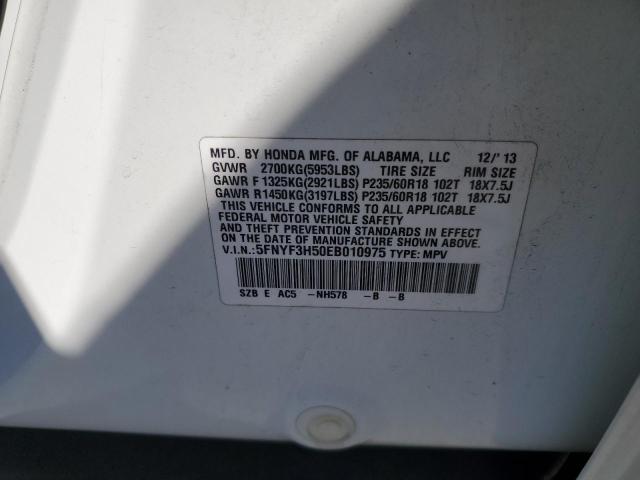 MFD. BY HONDA MFG. OF ALABAMA, LLC 12/'13
GVWR 2700KG(5953LBS) TIRE SIZE RIM SIZE
GAWR F 1325KG(2921LBS) P235/60R18 102T 18X7.5J
GAWR R1450KG(3197LBS) P235/60R18 102T 18X7.5J
THIS VEHICLE CONFORMS TO ALL APPLICABLE
FEDERAL MOTOR VEHICLE SAFETY
AND THEFT PREVENTION STANDARDS IN EFFECT
ON THE DATE OF MANUFACTURE SHOWN ABOVE.
V.I.N.:5FNYF3H50EB010975 TYPE: MPV
SZB E AC5 -NH578 -B -B